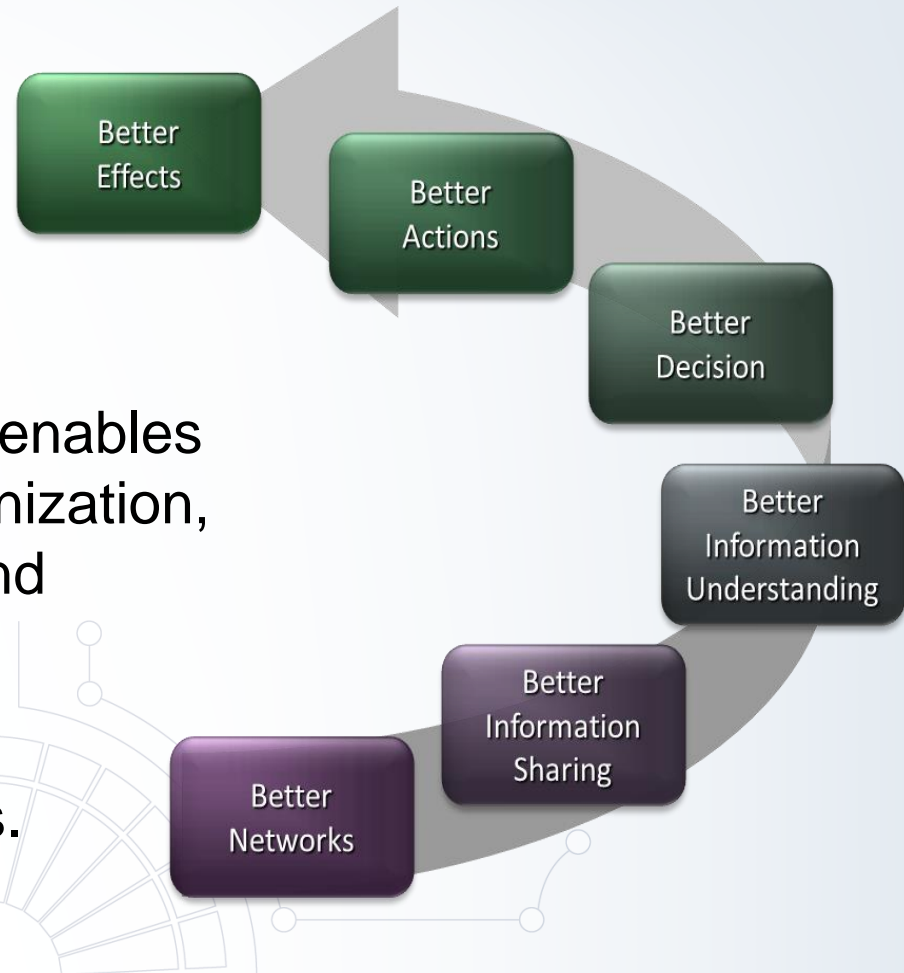 Better
Effects
Better
Actions
Better
Decision
enables
nization,
nd
s.
Better
Information
Understanding
Better
Information
Sharing
Better
Networks